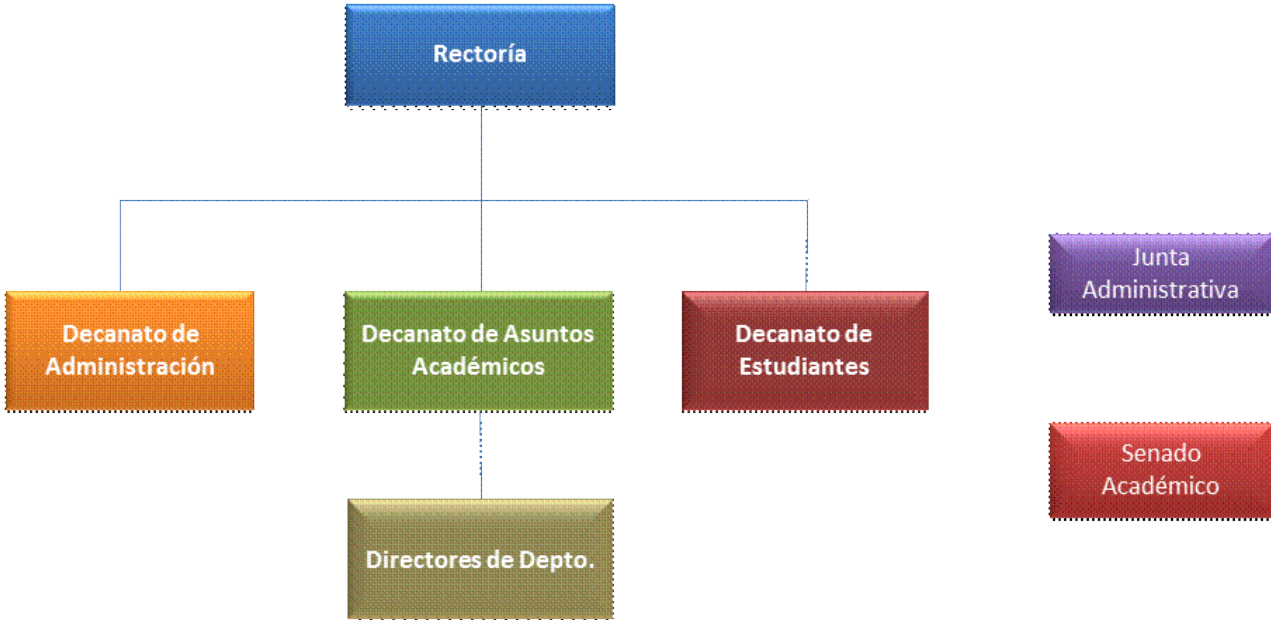 Rectoría
Decanato de
Administración
Decanato de Asuntos
Académicos
Decanato de
Estudiantes
Directores de Depto.
Junta
Administrativa
Senado
Académico